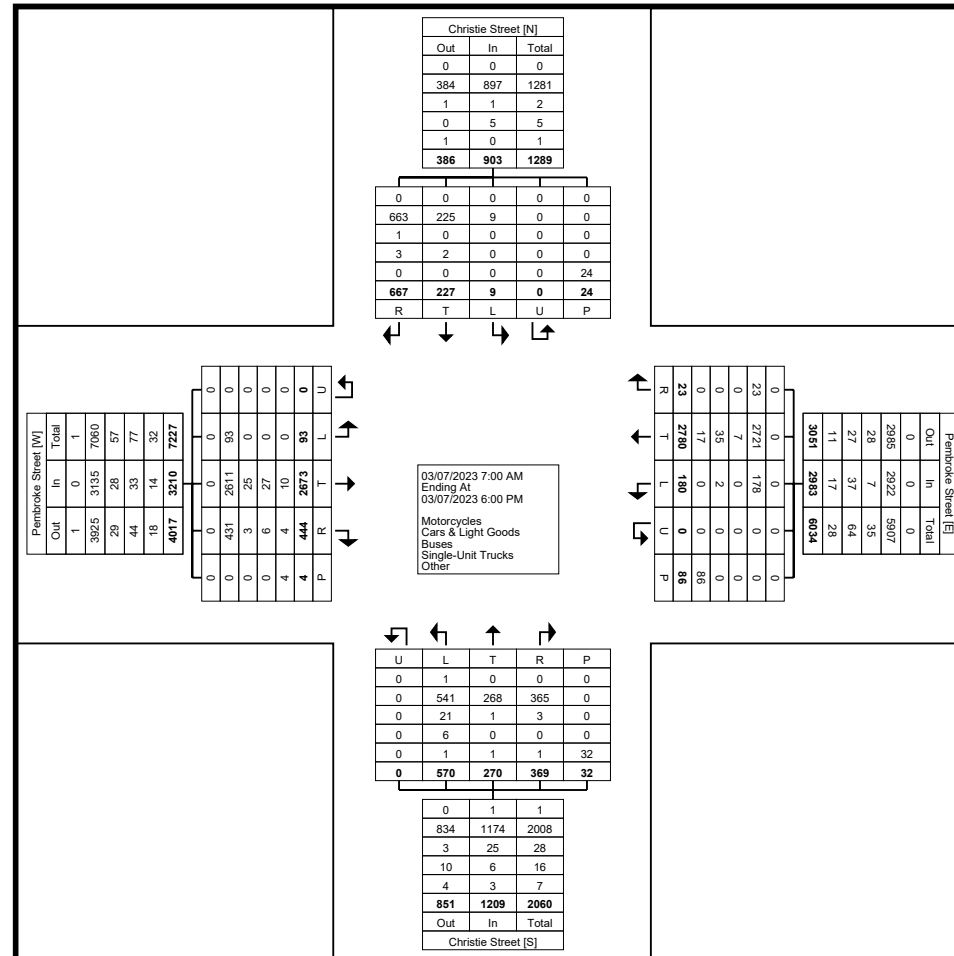 Christie Street [N]
Out In Total
0 0 0
384 897 1281
1 1 2
0 5 5
1 0 1
386 903 1289
0 0 0 0 0
663 225 9 0 0
1 0 0 0 0
3 2 0 0 0
0 0 0 0 24
667 227 9 0 24
R T L U P
Pembroke Street [W]
Out In Total
1 0 1
3925 3135 7060
29 28 57
44 33 77
18 14 32
4017 3210 7227
0 0 0 0 0
0 431 2611 93 0
0 3 25 0 0
0 6 27 0 0
4 4 10 0 0
4 444 2673 93 0
P R T L U
03/07/2023 7:00 AM
Ending At
03/07/2023 6:00 PM
Motorcycles
Cars & Light Goods
Buses
Single-Unit Trucks
Other
Pembroke Street [E]
Out In Total
0 0 0
2985 2922 5907
28 7 35
27 37 64
11 17 28
3051 2983 6034
0 0 0 0 0
23 2721 178 0 0
0 7 0 0 0
0 35 2 0 0
0 17 0 0 86
23 2780 180 0 86
R T L U P
U L T R P
0 1 0 0 0
0 541 268 365 0
0 21 1 3 0
0 6 0 0 0
0 1 1 1 32
0 570 270 369 32
0 1 1
834 1174 2008
3 25 28
10 6 16
4 3 7
851 1209 2060
Out In Total
Christie Street [S]